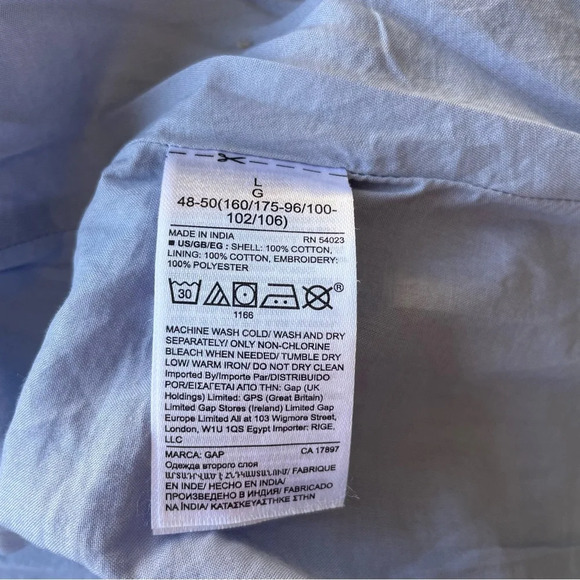 L
G
48-50(160/175-96/100-
102/106)
MADE IN INDIA RN 54023
■ US/GB/EG : SHELL: 100% COTTON,
LINING: 100% COTTON, EMBROIDERY:
100% POLYESTER
30 ®
1166
MACHINE WASH COLD/ WASH AND DRY
SEPARATELY/ ONLY NON-CHLORINE
BLEACH WHEN NEEDED/ TUMBLE DRY
LOW/ WARM IRON/ DO NOT DRY CLEAN
Imported By/Importe Par/DISTRIBUIDO
POR/ΕΙΣΑΓΕΤΑΙ ΑΠΟ ΤΗΝ: Gap (UK
Holdings) Limited: GPS (Great Britain)
Limited Gap Stores (Ireland) Limited Gap
Europe Limited All at 103 Wigmore Street,
London, W1U 1QS Egypt Importer: RIGE,
LLC
MARCA: GAP CA 17897
Одежда второго слоя
ԱՐՏԱԴՐՎԱԾ Է ՀՆԴԿԱՍՏԱՆՈՒՄ/ FABRIQUE
EN INDE/ HECHO EN INDIA/
ПРОИЗВЕДЕНО В ИНДИЯ/ FABRICADO
NA ÍNDIA/ ΚΑΤΑΣΚΕΥΑΣΤΗΚΕ ΣΤΗΝ